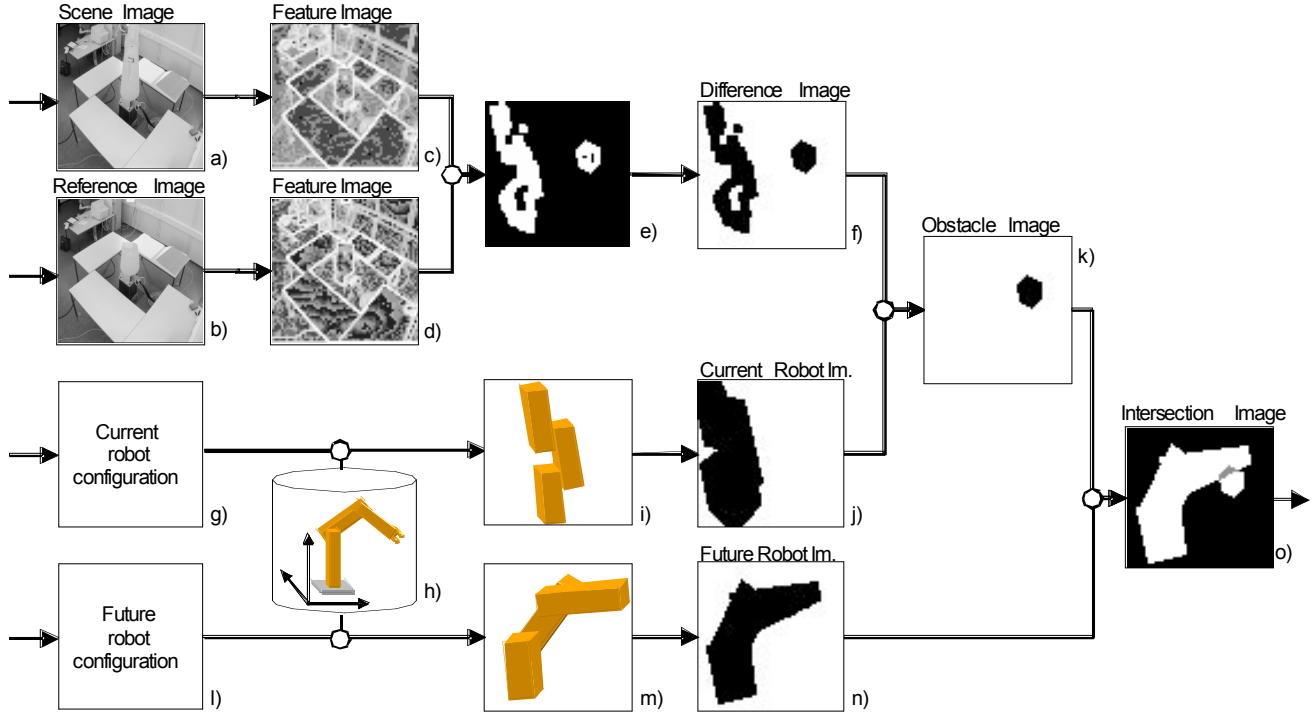 Scene Image
Feature Image
a)
c)
Difference Image
Reference Image
Feature Image
e)
f)
Obstacle Image
k)
b)
d)
Current Robot Im.
Intersection Image
Current
robot
configuration
g)
i)
j)
h)
o)
Future Robot Im.
Future
robot
configuration
l)
m)
n)